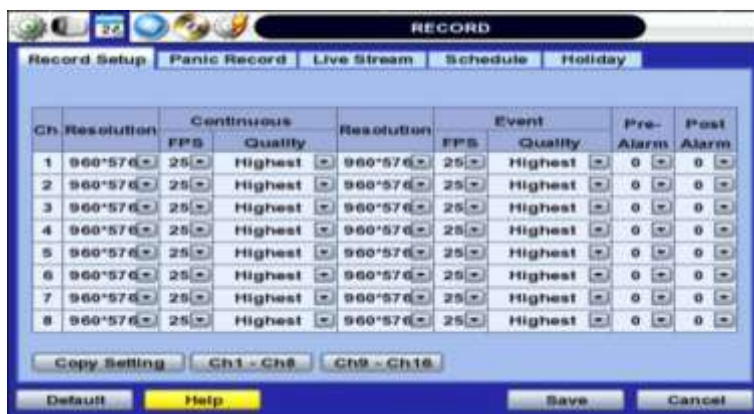 RECORD
Record Setup Panic Record Live Stream Schedule Holiday
Ch. Resolution Continuous Resolution Event Pre-Alarm Post Alarm
FPS Quality FPS Quality
1 960*576 25 Highest 960*576 25 Highest 0 0
2 960*576 25 Highest 960*576 25 Highest 0 0
3 960*576 25 Highest 960*576 25 Highest 0 0
4 960*576 25 Highest 960*576 25 Highest 0 0
5 960*576 25 Highest 960*576 25 Highest 0 0
6 960*576 25 Highest 960*576 25 Highest 0 0
7 960*576 25 Highest 960*576 25 Highest 0 0
8 960*576 25 Highest 960*576 25 Highest 0 0
Copy Setting Ch1 - Ch8 Ch9 - Ch16
Default Help Save Cancel